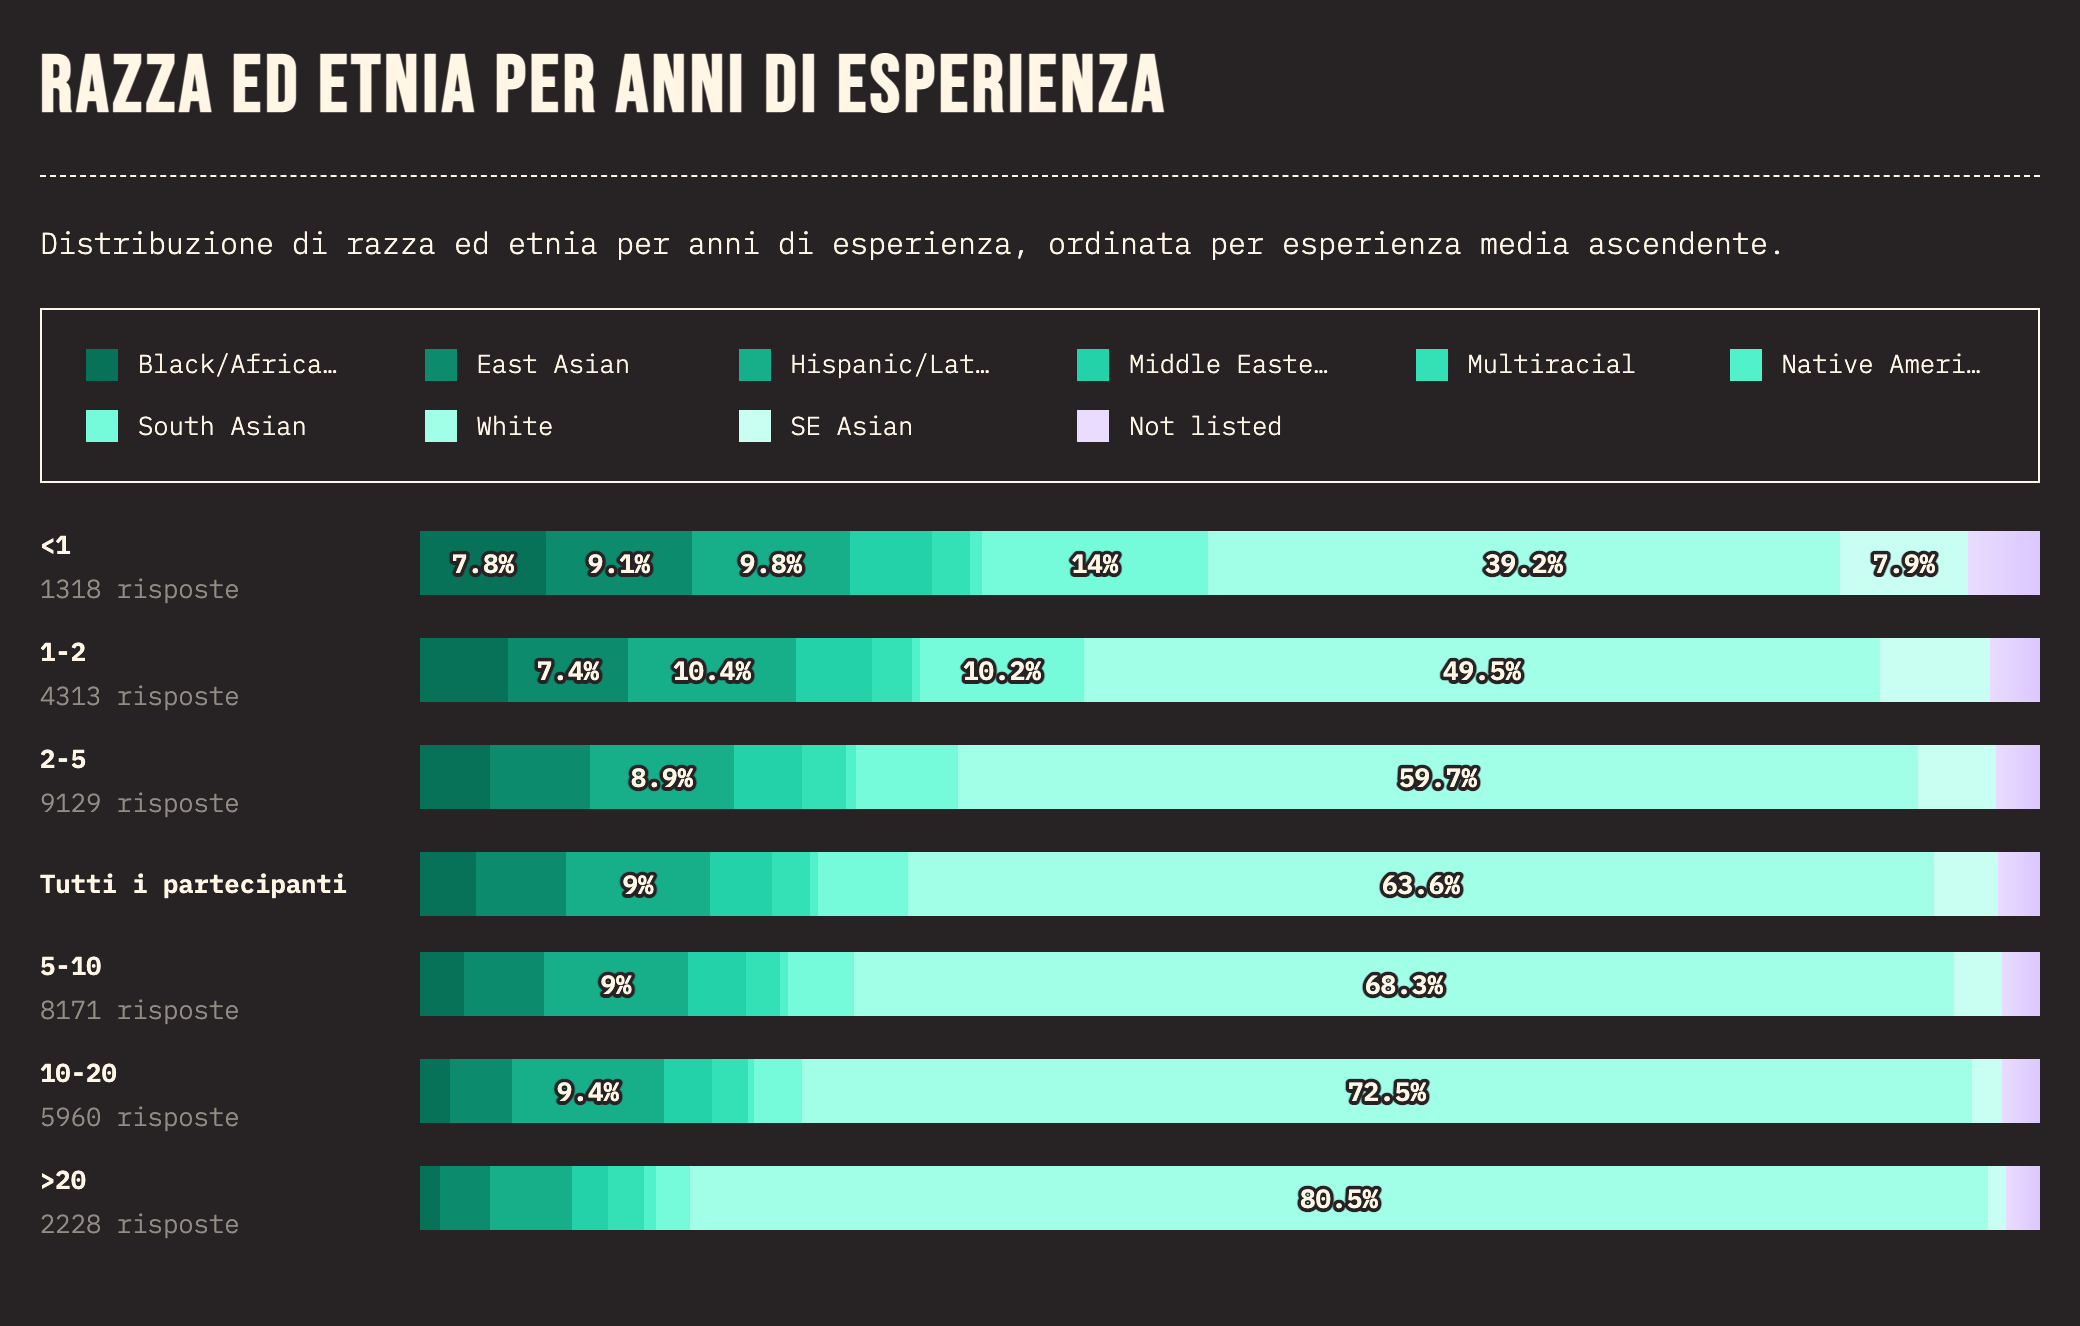 RAZZA ED ETNIA PER ANNI DI ESPERIENZA
Distribuzione di razza ed etnia per anni di esperienza, ordinata per esperienza media ascendente.
Black/Africa… East Asian Hispanic/Lat… Middle Easte… Multiracial Native Ameri…
South Asian White SE Asian Not listed
<1
7.8% 9.1% 9.8% 14% 39.2% 7.9%
1318 risposte
1-2
7.4% 10.4% 10.2% 49.5%
4313 risposte
2-5
8.9% 59.7%
9129 risposte
Tutti i partecipanti 9% 63.6%
5-10
9% 68.3%
8171 risposte
10-20
9.4% 72.5%
5960 risposte
>20
80.5%
2228 risposte